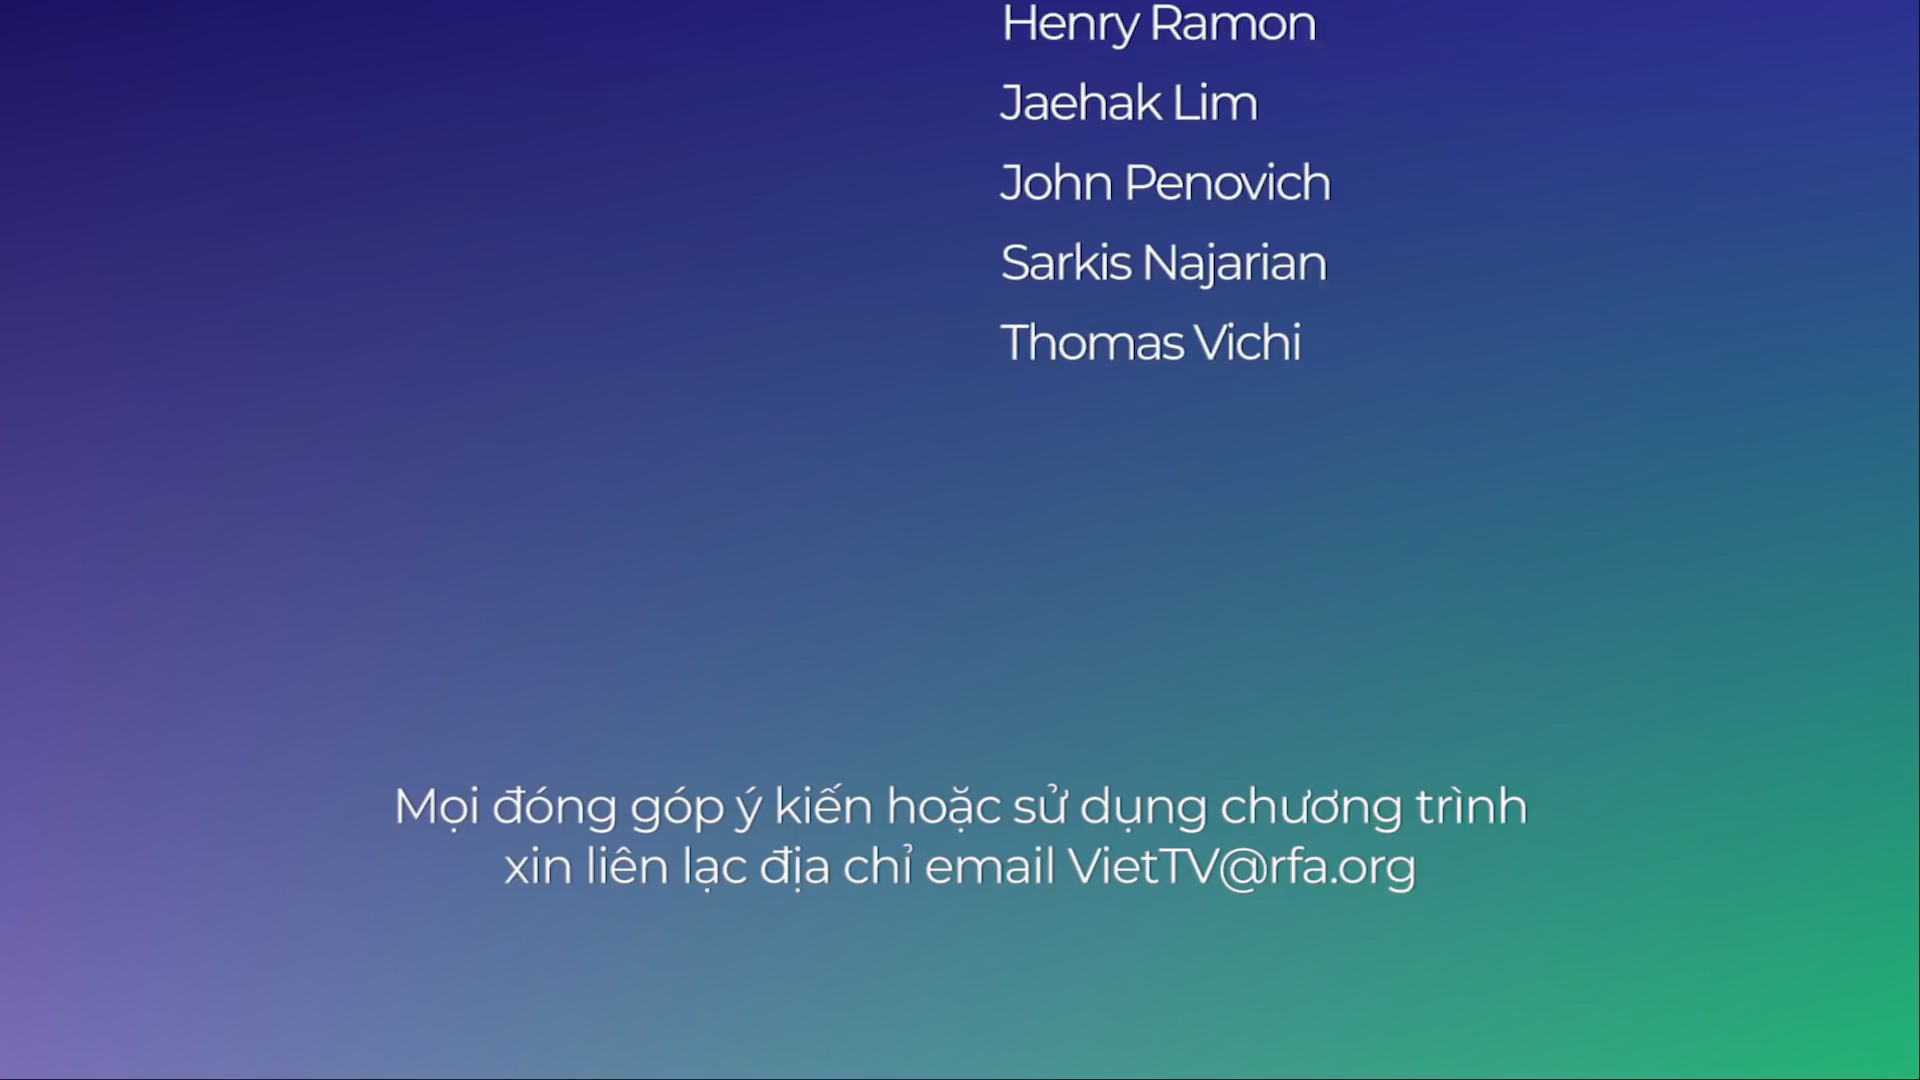 Henry Ramon
Jaehak Lim
John Penovich
Sarkis Najarian
Thomas Vichi
Mọi đóng góp ý kiến hoặc sử dụng chương trình
xin liên lạc địa chỉ email VietTV@rfa.org